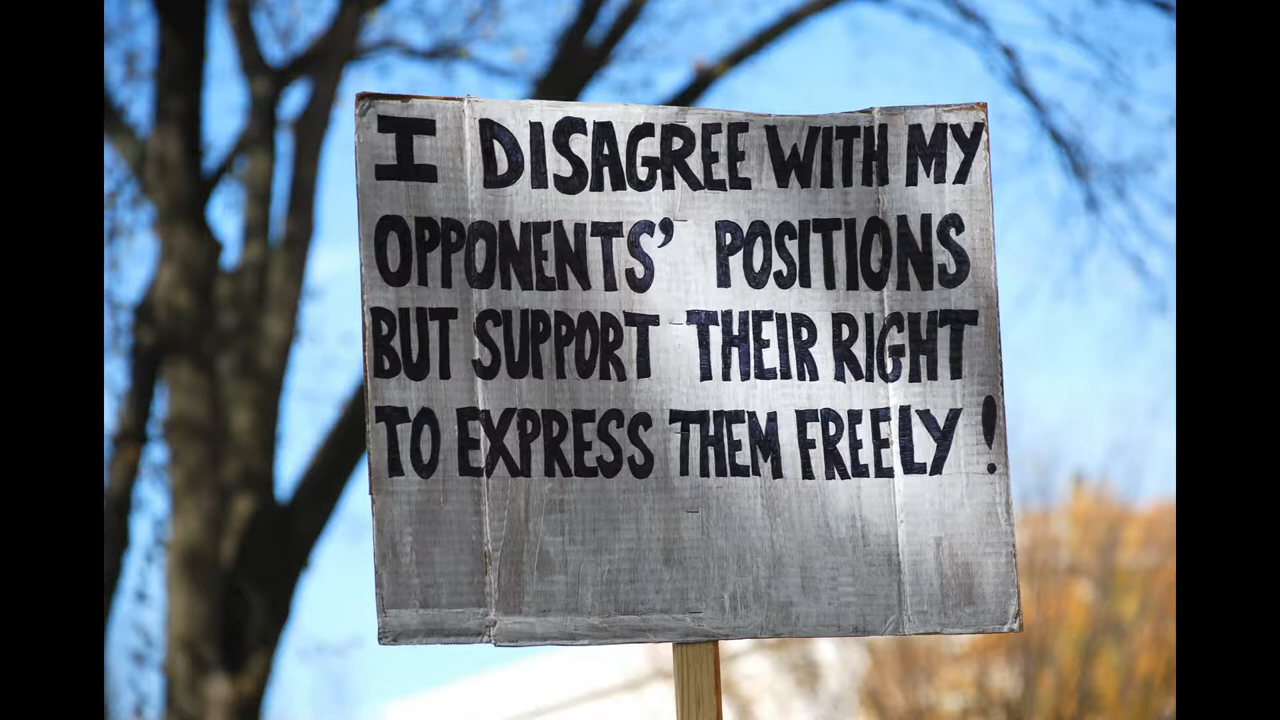 I DISAGREE WITH MY
OPPONENTS’ POSITIONS
BUT SUPPORT THEIR RIGHT
TO EXPRESS THEM FREELY!